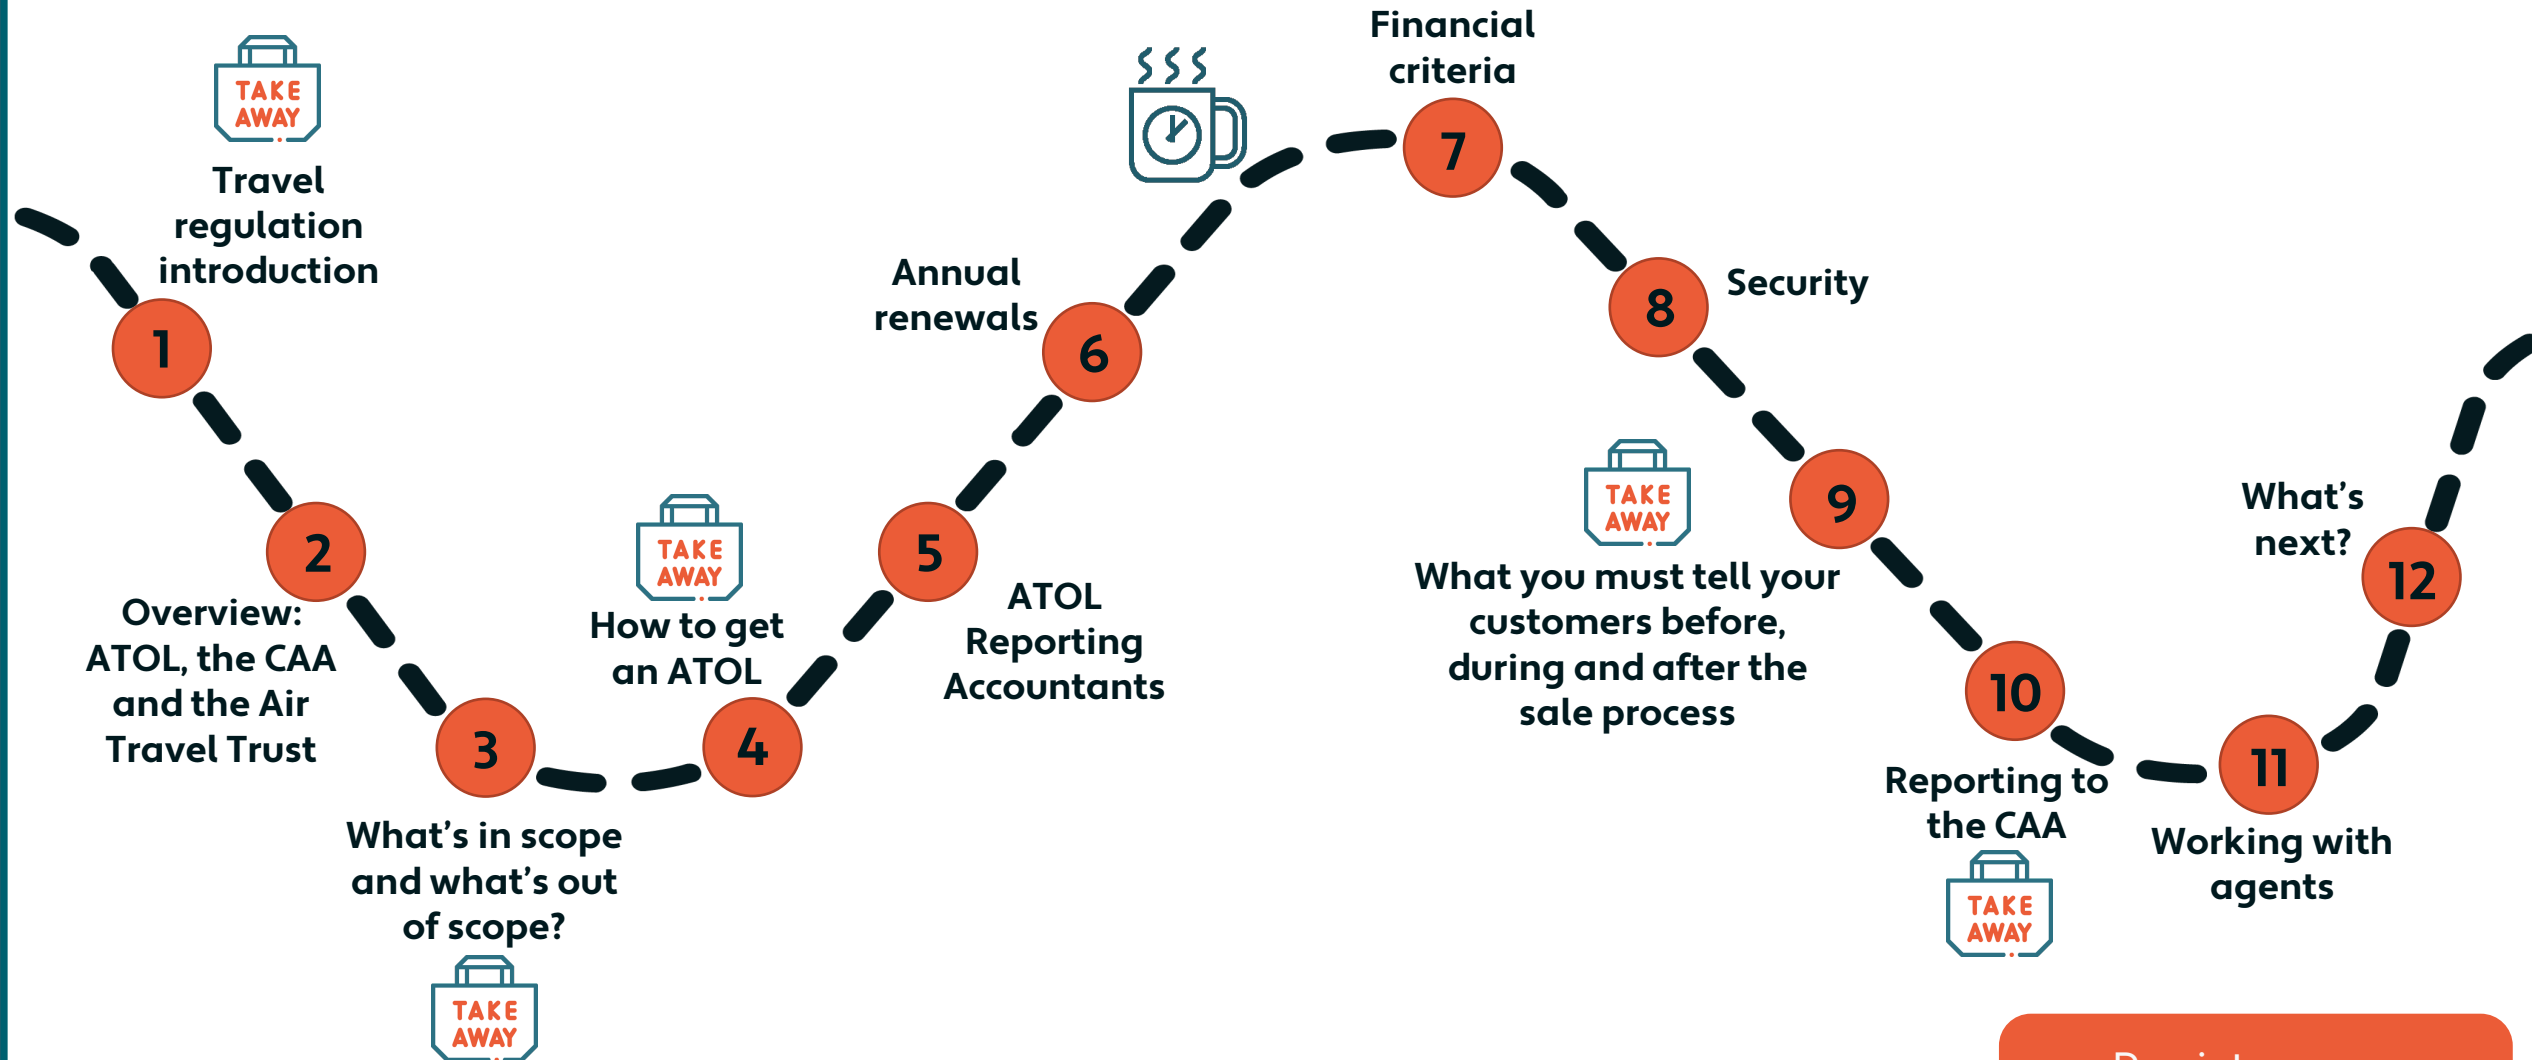 TAKE
AWAY
Travel
regulation
introduction
1
2
Overview:
ATOL, the CAA
and the Air
Travel Trust
3
What's in scope
and what's out
of scope?
TAKE
AWAY
TAKE
AWAY
How to get
an ATOL
4
5
ATOL
Reporting
Accountants
Annual
renewals
6
Financial
criteria
7
8
Security
9
TAKE
AWAY
What you must tell your
customers before,
during and after the
sale process
10
Reporting to
the CAA
TAKE
AWAY
11
Working with
agents
What's
next?
12